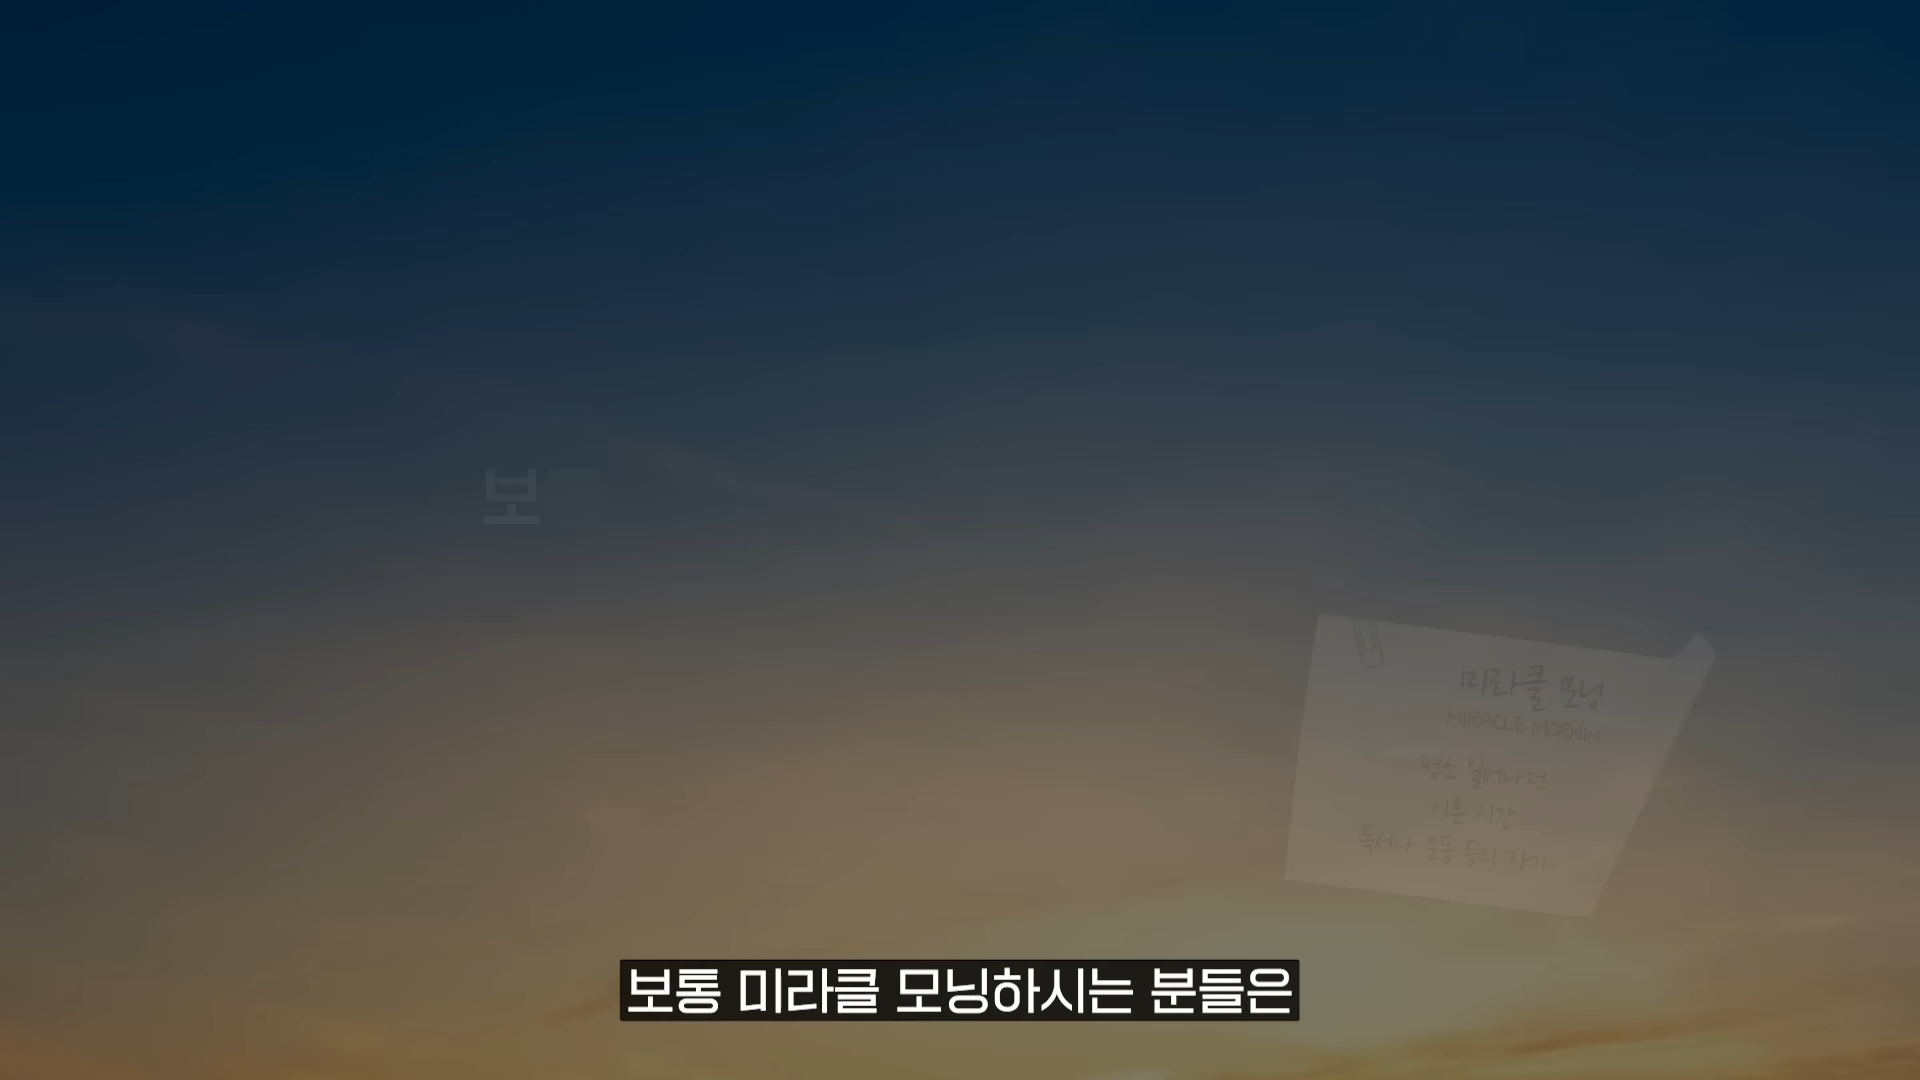 보통
미라클 모닝
MIRACLE MORNIN
평소 일어나던
이른 시간
독서나 운동 등의 자기
보통 미라클 모닝하시는 분들은